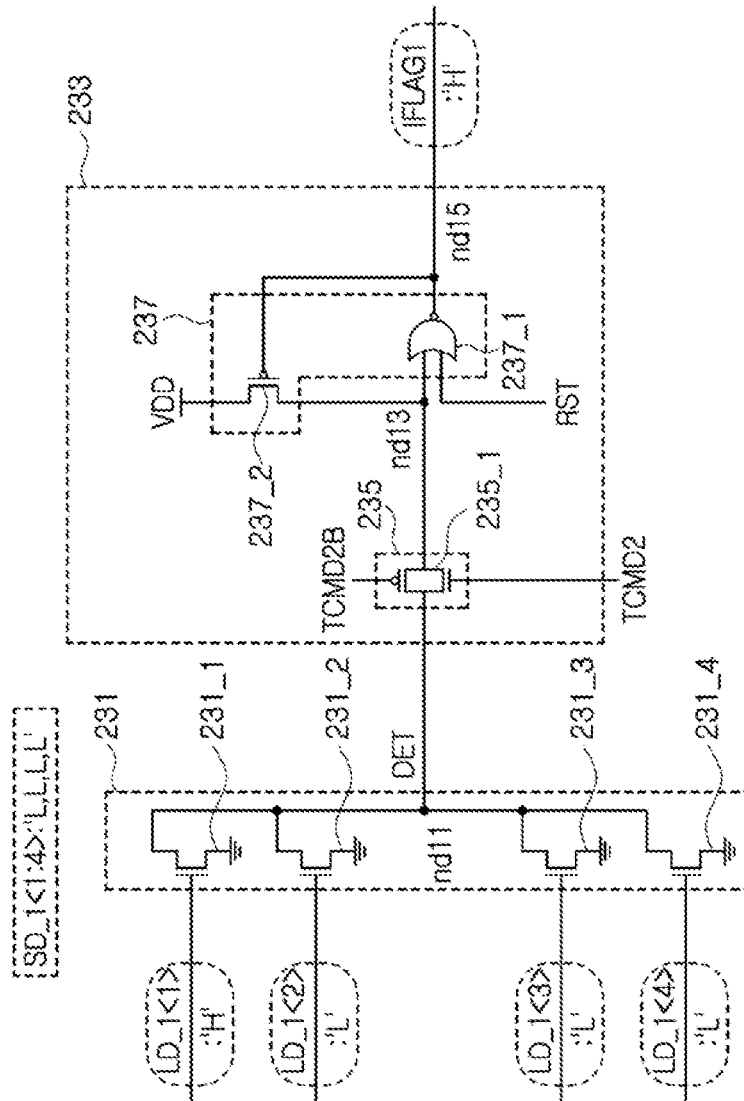 SD_1<1:4>:'L,L,L,L'
233
231
237
VDD
237_2
IFLAG1
:'H'
nd15
237_1
nd13
RST
235
235_1
TCMD2B
TCMD2
DET
nd11
LD_1<1>
:'H'
231_1
LD_1<2>
:'L'
231_2
LD_1<3>
:'L'
231_3
LD_1<4>
:'L'
231_4